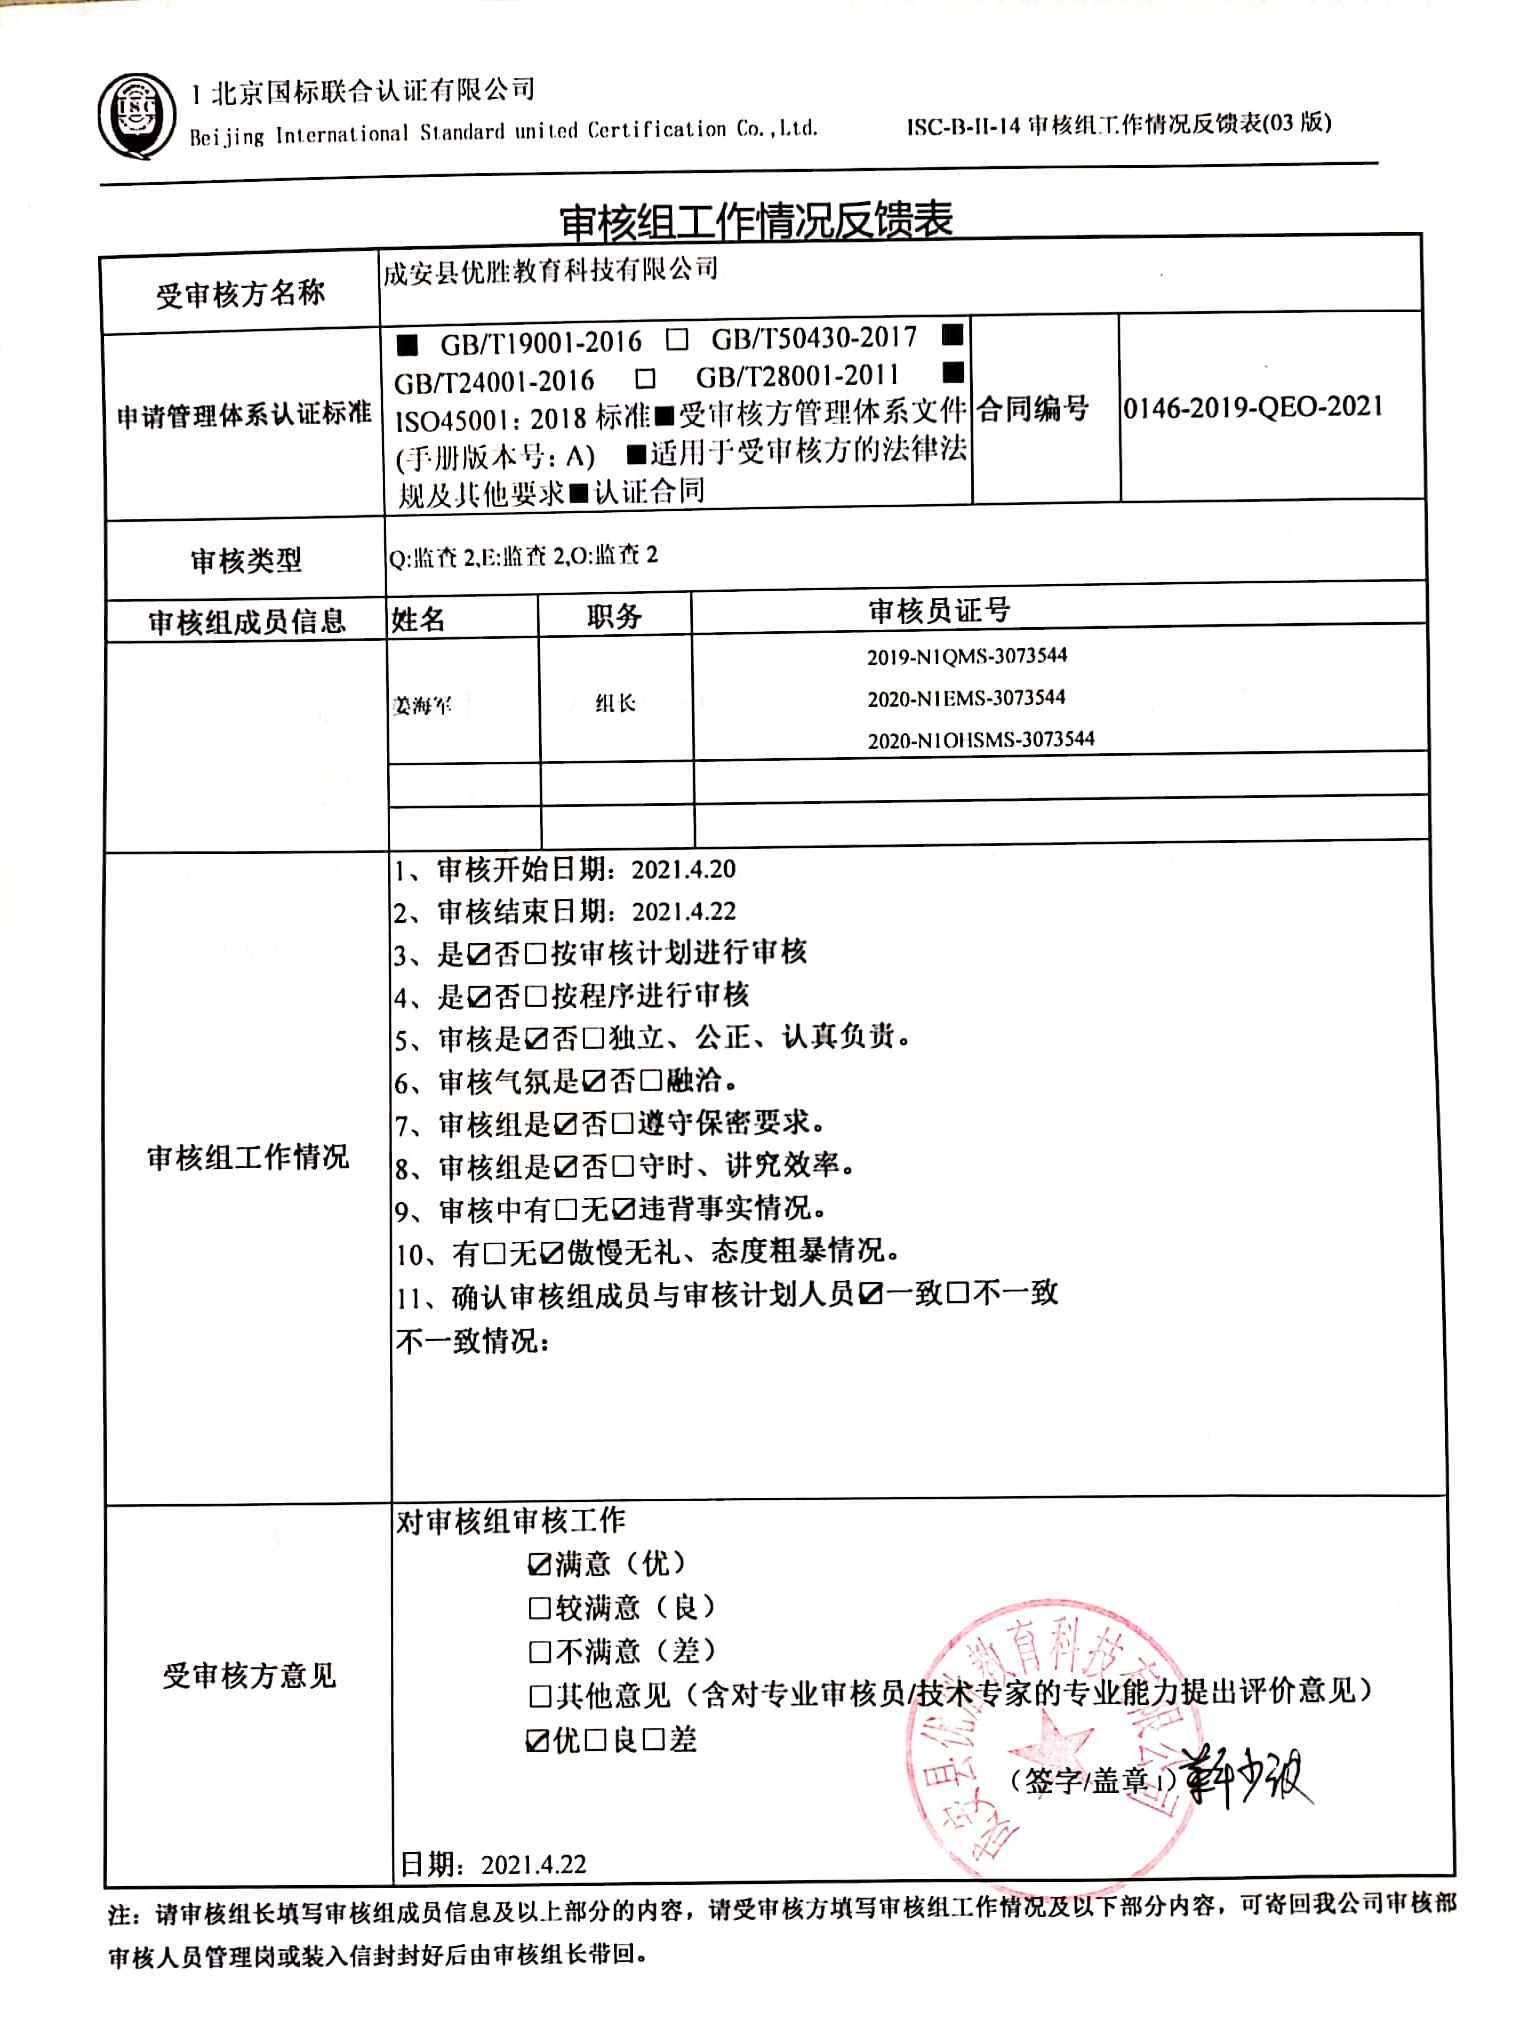 1 北京国标联合认证有限公司
Beijing International Standard united Certification Co.,Ltd.
ISC-B-II-14 审核组工作情况反馈表(03 版)
ISC
审核组工作情况反馈表
受审核方名称
成安县优胜教育科技有限公司
申请管理体系认证标准
■ GB/T19001-2016 □ GB/T50430-2017 ■
GB/T24001-2016 □ GB/T28001-2011 ■
ISO45001: 2018 标准■受审核方管理体系文件
(手册版本号: A) ■适用于受审核方的法律法
规及其他要求■认证合同
合同编号
0146-2019-QEO-2021
审核类型
Q:监查 2,E:监查 2,O:监查 2
审核组成员信息
姓名 职务 审核员证号
姜海军 组长
2019-N1QMS-3073544
2020-N1EMS-3073544
2020-N1OHSMS-3073544
审核组工作情况
1、审核开始日期: 2021.4.20
2、审核结束日期: 2021.4.22
3、是☑否□按审核计划进行审核
4、是☑否□按程序进行审核
5、审核是☑否□独立、公正、认真负责。
6、审核气氛是☑否□融洽。
7、审核组是☑否□遵守保密要求。
8、审核组是☑否□守时、讲究效率。
9、审核中有□无☑违背事实情况。
10、有□无☑傲慢无礼、态度粗暴情况。
11、确认审核组成员与审核计划人员☑一致□不一致
不一致情况:
受审核方意见
对审核组审核工作
☑满意（优）
□较满意（良）
□不满意（差）
□其他意见（含对专业审核员/技术专家的专业能力提出评价意见）
☑优□良□差
（签字/盖章）
成安县优胜教育科技有限公司
日期: 2021.4.22
注: 请审核组长填写审核组成员信息及以上部分的内容，请受审核方填写审核组工作情况及以下部分内容，可寄回我公司审核部
审核人员管理岗或装入信封封好后由审核组长带回。